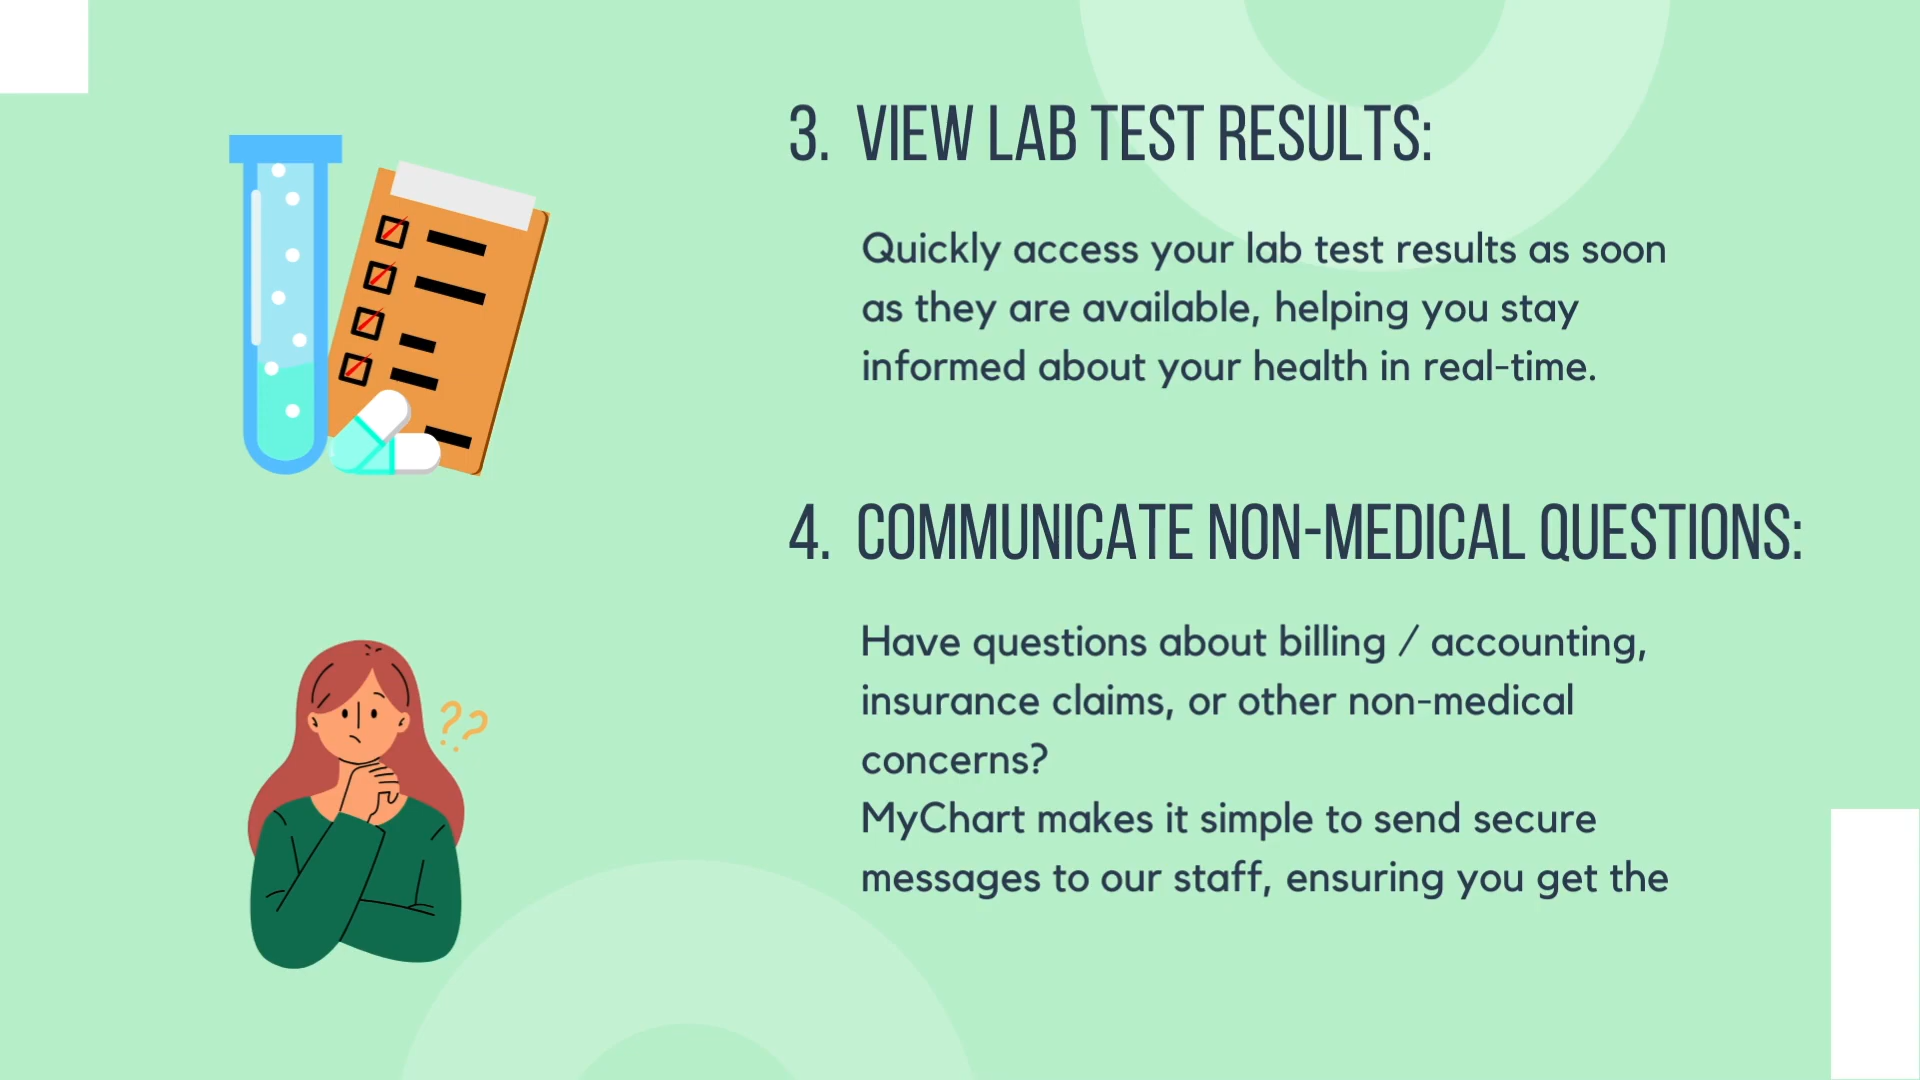 3. VIEW LAB TEST RESULTS:
Quickly access your lab test results as soon
as they are available, helping you stay
informed about your health in real-time.
4. COMMUNICATE NON-MEDICAL QUESTIONS:
??
Have questions about billing / accounting,
insurance claims, or other non-medical
concerns?
MyChart makes it simple to send secure
messages to our staff, ensuring you get the